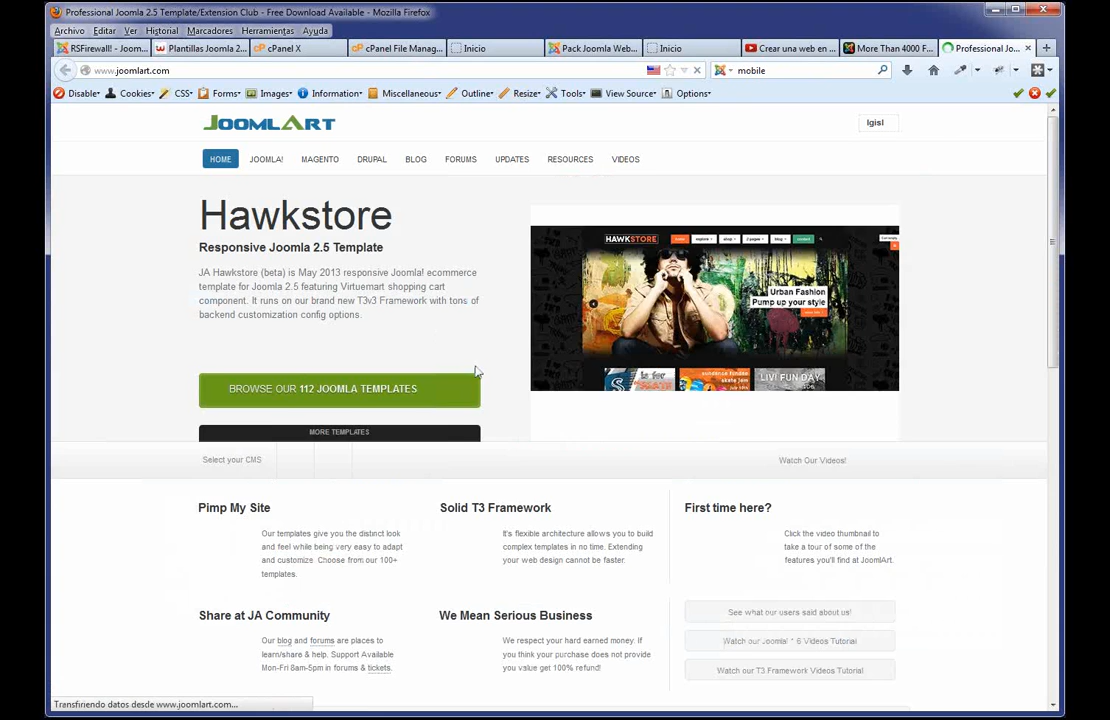 Professional Joomla 2.5 Template/Extension Club - Free Download Available - Mozilla Firefox
Archivo Editar Ver Historial Marcadores Herramientas Ayuda
RSFirewall! - Joom... Plantillas Joomla 2... cPanel X cPanel File Manag... Inicio Pack Joomla Web... Inicio Crear una web en ... More Than 4000 F... Professional Jo...
www.joomlart.com mobile
Disable Cookies CSS Forms Images Information Miscellaneous Outline Resize Tools View Source Options
JOOMLART
lgisl
HOME JOOMLA! MAGENTO DRUPAL BLOG FORUMS UPDATES RESOURCES VIDEOS
Hawkstore
Responsive Joomla 2.5 Template
JA Hawkstore (beta) is May 2013 responsive Joomla! ecommerce
template for Joomla 2.5 featuring Virtuemart shopping cart
component. It runs on our brand new T3v3 Framework with tons of
backend customization config options.
HAWKSTORE
Urban Fashion
Pump up your style
LIVI FUN DAY
BROWSE OUR 112 JOOMLA TEMPLATES
MORE TEMPLATES
Select your CMS
Watch Our Videos!
Pimp My Site
Our templates give you the distinct look
and feel while being very easy to adapt
and customize. Choose from our 100+
templates.
Solid T3 Framework
It's flexible architecture allows you to build
complex templates in no time. Extending
your web design cannot be faster.
First time here?
Click the video thumbnail to
take a tour of some of the
features you'll find at JoomlArt.
Share at JA Community
Our blog and forums are places to
learn/share & help. Support Available
Mon-Fri 8am-5pm in forums & tickets.
We Mean Serious Business
We respect your hard earned money. If
you think your purchase does not provide
you value get 100% refund!
See what our users said about us!
Watch our Joomla! 1.6 Videos Tutorial
Watch our T3 Framework Videos Tutorial
Transfiriendo datos desde www.joomlart.com...